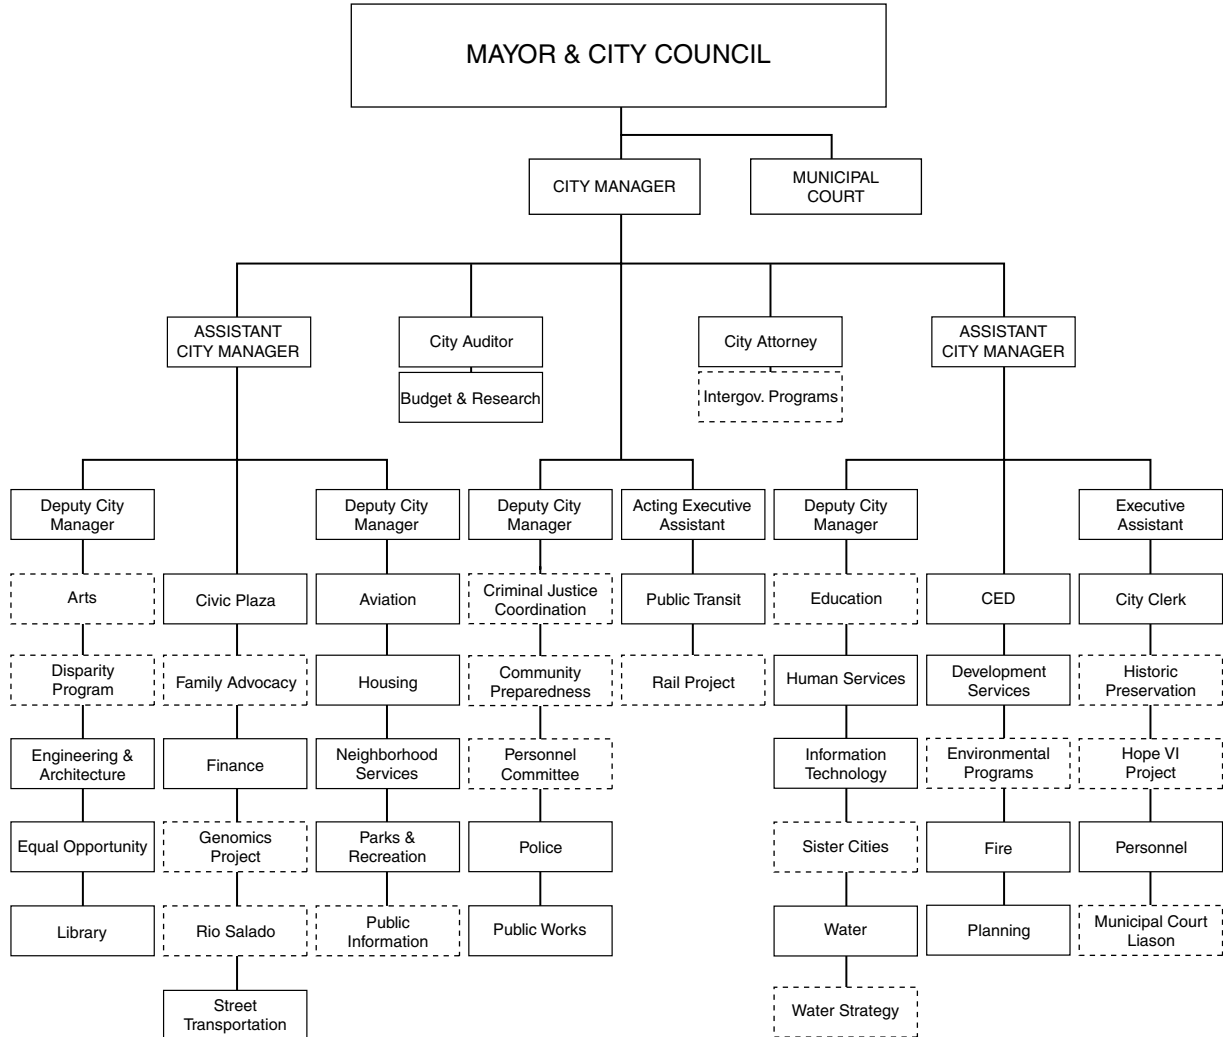 MAYOR & CITY COUNCIL
CITY MANAGER
MUNICIPAL
COURT
ASSISTANT
CITY MANAGER
City Auditor
Budget & Research
City Attorney
Intergov. Programs
ASSISTANT
CITY MANAGER
Deputy City
Manager
Arts
Disparity
Program
Engineering &
Architecture
Equal Opportunity
Library
Civic Plaza
Family Advocacy
Finance
Genomics
Project
Rio Salado
Street
Transportation
Deputy City
Manager
Aviation
Housing
Neighborhood
Services
Parks &
Recreation
Public
Information
Deputy City
Manager
Criminal Justice
Coordination
Community
Preparedness
Personnel
Committee
Police
Public Works
Acting Executive
Assistant
Public Transit
Rail Project
Deputy City
Manager
Education
Human Services
Information
Technology
Sister Cities
Water
Water Strategy
CED
Development
Services
Environmental
Programs
Fire
Planning
Executive
Assistant
City Clerk
Historic
Preservation
Hope VI
Project
Personnel
Municipal Court
Liason